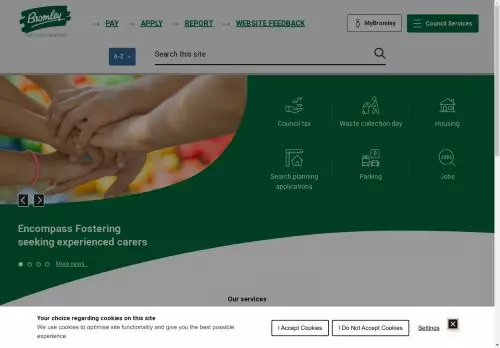 Bromley
PAY
APPLY
REPORT
WEBSITE FEEDBACK
MyBromley
Council Services
A-Z
Search this site
Council tax
Waste collection day
Housing
JOBS
P
Search planning
applications
Parking
Jobs
Encompass Fostering
seeking experienced carers
More news...
Our services
Your choice regarding cookies on this site
We use cookies to optimise site functionality and give you the best possible
experience.
I Accept Cookies
I Do Not Accept Cookies
Settings